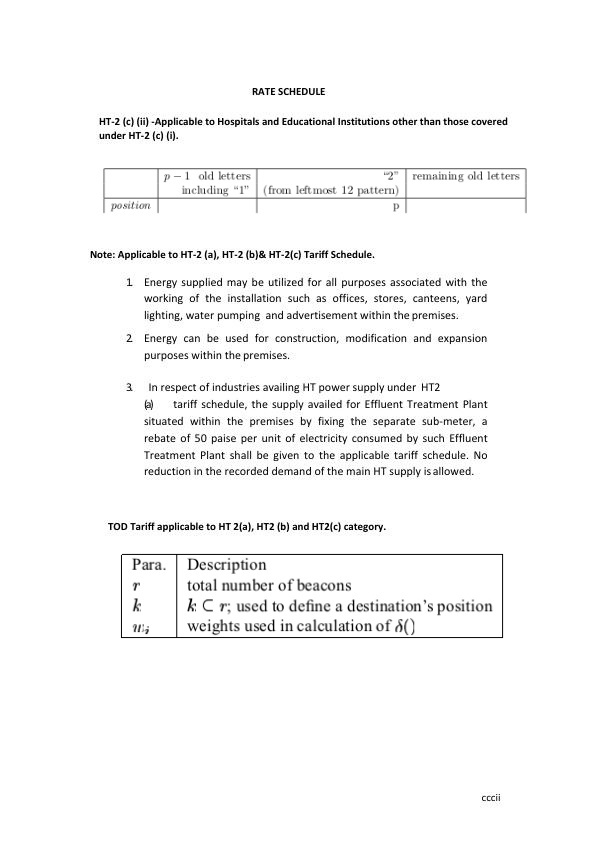 RATE SCHEDULE
HT-2 (c) (ii) -Applicable to Hospitals and Educational Institutions other than those covered
under HT-2 (c) (i).
p − 1 old letters “2” remaining old letters
including “1” (from leftmost 12 pattern)
position p
Note: Applicable to HT-2 (a), HT-2 (b)& HT-2(c) Tariff Schedule.
1. Energy supplied may be utilized for all purposes associated with the
working of the installation such as offices, stores, canteens, yard
lighting, water pumping and advertisement within the premises.
2. Energy can be used for construction, modification and expansion
purposes within the premises.
3. In respect of industries availing HT power supply under HT2
(a) tariff schedule, the supply availed for Effluent Treatment Plant
situated within the premises by fixing the separate sub-meter, a
rebate of 50 paise per unit of electricity consumed by such Effluent
Treatment Plant shall be given to the applicable tariff schedule. No
reduction in the recorded demand of the main HT supply is allowed.
TOD Tariff applicable to HT 2(a), HT2 (b) and HT2(c) category.
Para. Description
r total number of beacons
k k ⊂ r; used to define a destination’s position
w_i weights used in calculation of δ()
cccii